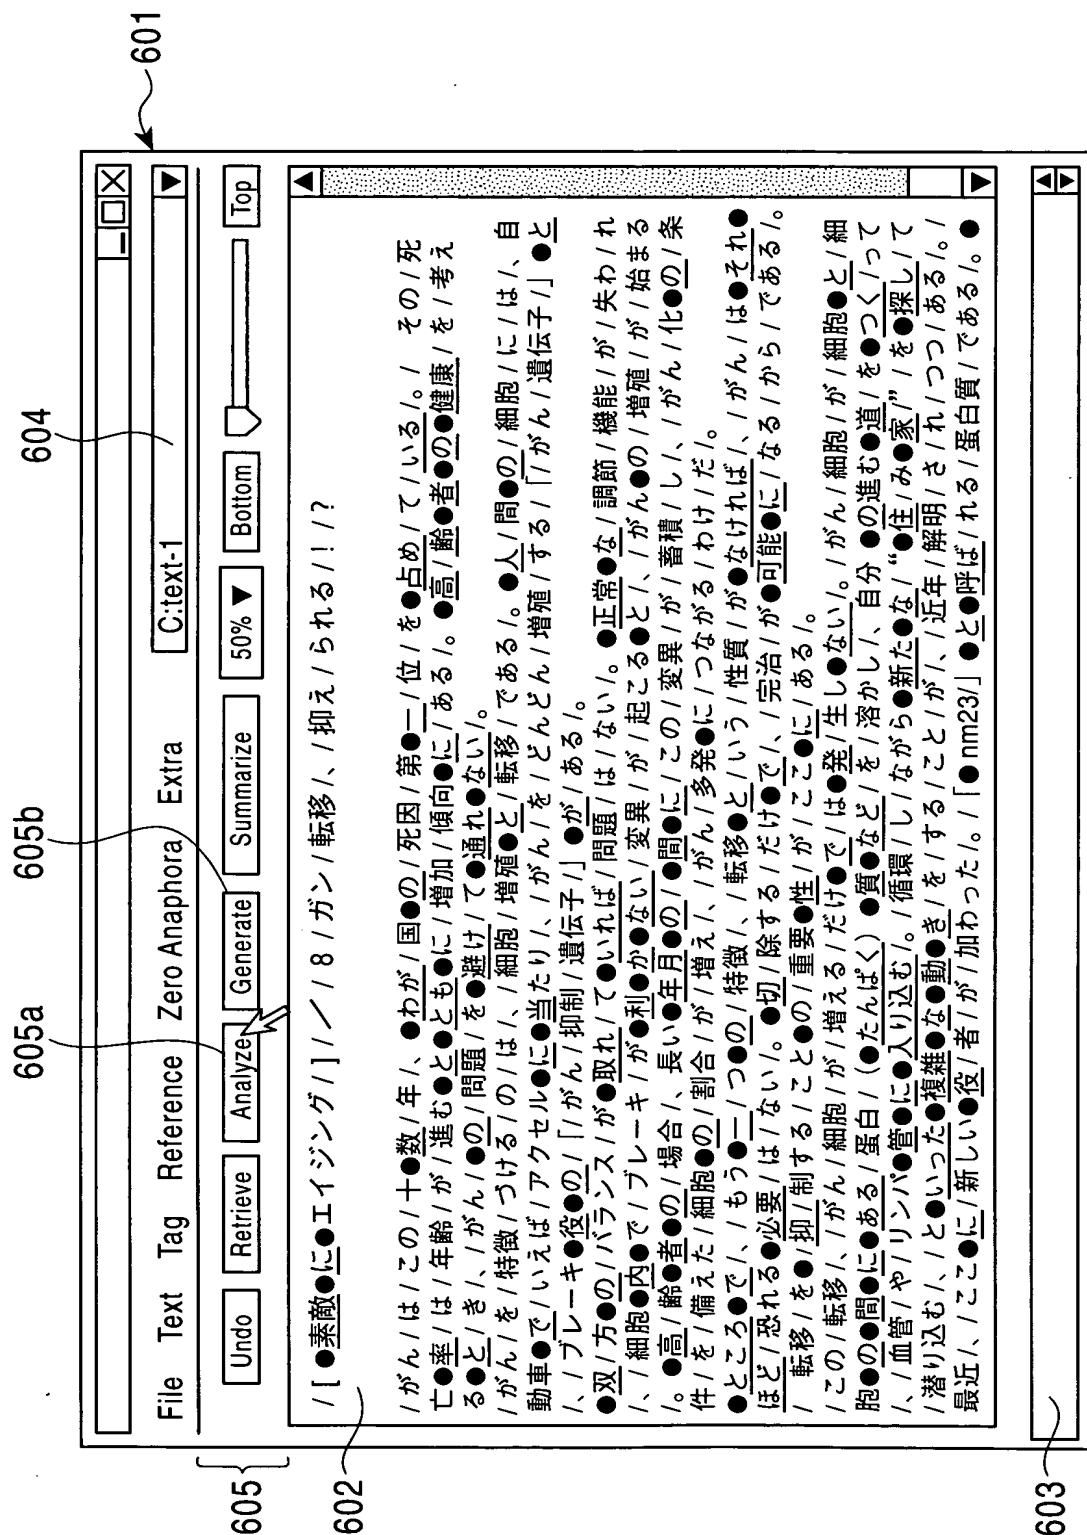 601
604
605b
605a
C:text-1
File Text Tag Reference Zero Anaphora Extra
605
Undo Retrieve Analyze Generate Summarize 50% ▼ Bottom Top
602
/ [ ●素敵●に●エイジング/ ] / ／ / 8 / ガン / 転移 /、/ 抑え / られる / ! / ?
/ がん / は / この / 十●数 / 年 /、●わが / 国●の / 死因 / 第●一 / 位 / を●占め / て / いる /。/ その / 死
亡●率 / は / 年齢 / が / 進む●と●とも●に / 増加 / 傾向●に / ある /。●高 / 齢●者●の●健康 / を / 考え
る●と / き /、/ がん / ●の / 問題 / を●避け / て●通れ●ない /。
/ がん / を / 特徴 / づける / の / は /、/ 細胞 / 増殖●と / 転移 / で / ある /。●人 / 間●の / 細胞 / に / は /、自
動車●で / いえば / アクセル●に●当たり /、/ がん / を / どんどん / 増殖 / する /「/ がん / 遺伝子 /」●と
/、/ ブレーキ●役●の /「/ がん / 抑制 / 遺伝子 /」●が / ある /。
●双 / 方●の / バランス / が●取れ / て●いれば / 問題 / は / ない /。●正常●な / 調節 / 機能 / が / 失わ / れ
/、/ 細胞●内●で / ブレーキ / が●利●か●ない / 変異 / が / 起こる●と /、/ がん●の / 増殖 / が / 始まる
/。●高 / 齢●者●の / 場合 /、長い●年月●の / ●間●に / この / 変異 / が / 蓄積 / し /、/ がん / 化●の / 条
件 / を / 備えた / 細胞●の / 割合 / が / 増え /、/ がん / 多発●に / つながる / わけ / だ /。
●ところ●で /、/ もう●一 / つ●の / 特徴 /、/ 転移●と / いう / 性質 / が●なければ /、/ がん / は●それ●
ほど / 恐れる●必要 / は / ない /。●切 / 除する / だけ●で /、/ 完治 / が●可能●に / なる / から / で / ある /。
/ 転移 / を●抑 / 制する / こと●の / 重要●性 / が / ここ●に / ある /。
/ この / 転移 /、/ がん / 細胞 / が / 増える / だけ●で / は●発 / 生し●ない /。/ がん / 細胞 / が / 細胞●と / 細
胞●の●間●に●ある / 蛋白 / (●たんぱく) ●質●など / を / 溶かし /、自分 ●の●進む●道 / を●つく / って
/、/ 血管 / や / リンパ●管●に●入り込む /。/ 循環 / し / ながら●新た●な / “●住 / み●家 / ” / を●探し / て
/ 潜り込む /、/ と●いった●複雑●な●動●き / を / する / こと / が /、/ 近年 / 解明 / さ / れ / つつ / ある /。/
最近 /、/ ここ●に / 新しい●役 / 者 / が / 加わった /。/「●nm23/」●と●呼ば / れる / 蛋白質 / で / ある /。●
603